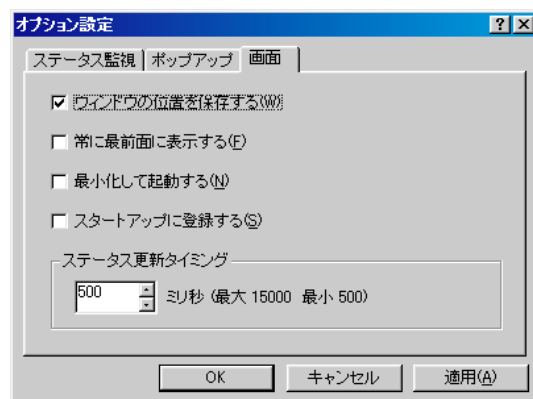 オプション設定
ステータス監視 ポップアップ 画面
ウィンドウの位置を保存する(W)
常に最前面に表示する(F)
最小化して起動する(N)
スタートアップに登録する(S)
ステータス更新タイミング
500 ミリ秒 (最大 15000 最小 500)
OK キャンセル 適用(A)